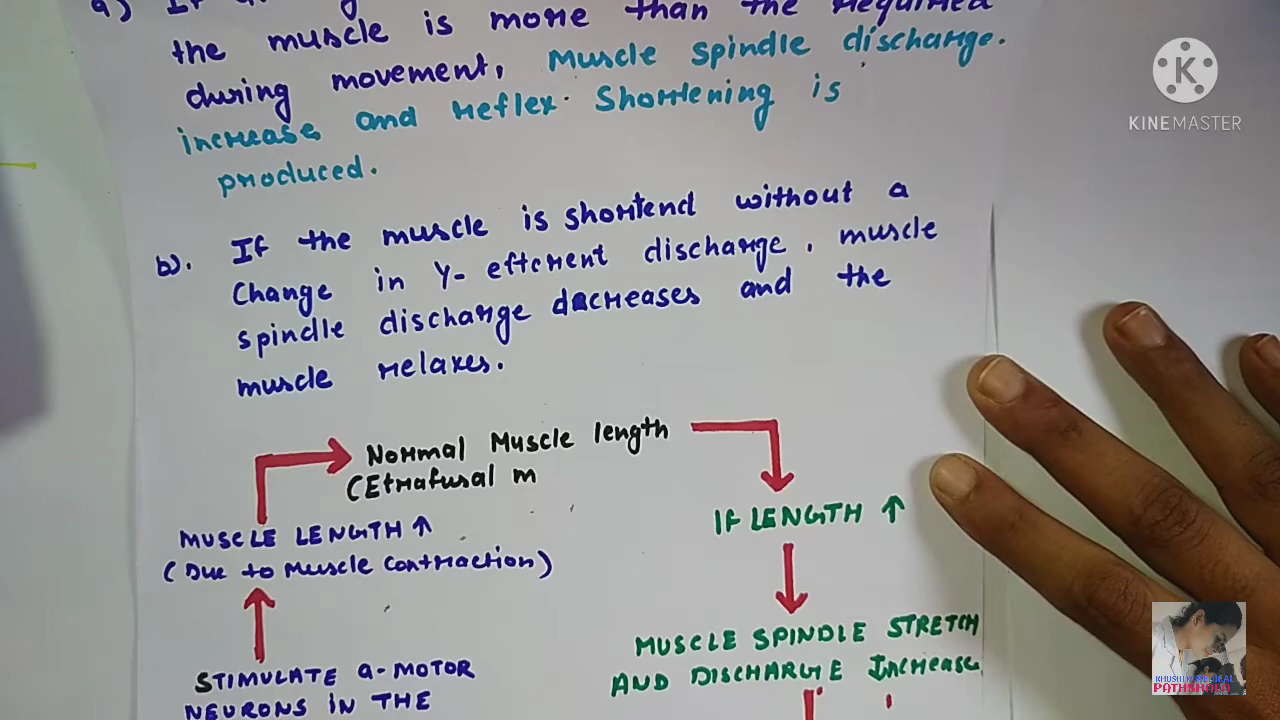 a) If
the muscle is more than the required
during movement, Muscle spindle discharge.
increase and reflex. Shortening is
produced.
b). If the muscle is shortend without a
Change in γ- efferent discharge, muscle
spindle discharge decreases and the
muscle relaxes.
Normal Muscle length
(Etrafusal m
MUSCLE LENGTH ↑
(Due to Muscle contraction)
IF LENGTH ↑
STIMULATE α-MOTOR
NEURONS IN THE
MUSCLE SPINDLE STRETCH
AND DISCHARGE Increase
KINEMASTER
PATHSHALA